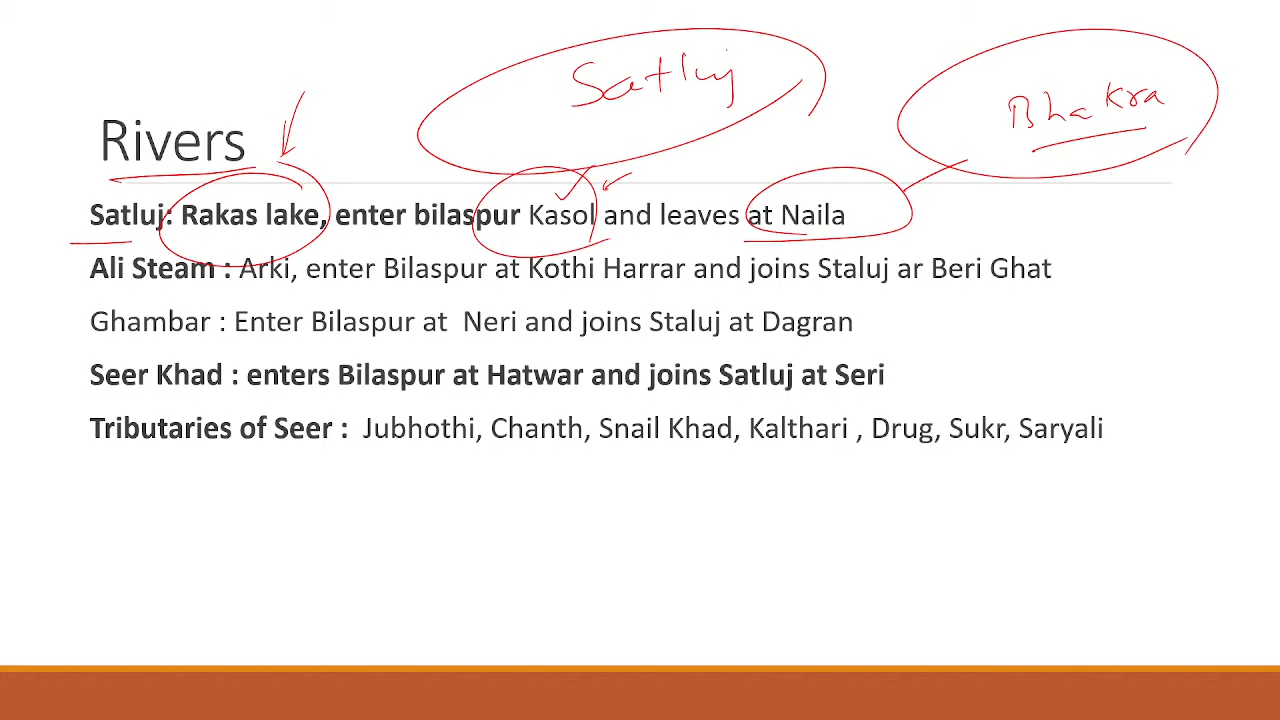 Satluj
Bhakra
Rivers
Satluj: Rakas lake, enter bilaspur Kasol and leaves at Naila
Ali Steam : Arki, enter Bilaspur at Kothi Harrar and joins Staluj ar Beri Ghat
Ghambar : Enter Bilaspur at Neri and joins Staluj at Dagran
Seer Khad : enters Bilaspur at Hatwar and joins Satluj at Seri
Tributaries of Seer : Jubhothi, Chanth, Snail Khad, Kalthari , Drug, Sukr, Saryali